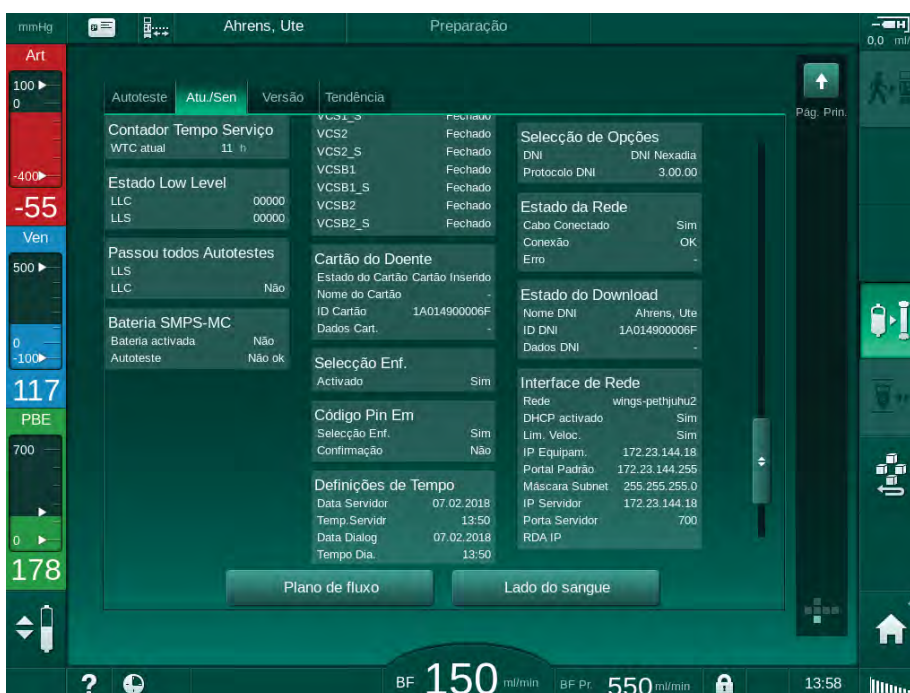 mmHg
Ahrens, Ute
Preparação
0,0 ml/
Art
100
0
-400
-55
Ven
500
0
-100
117
PBE
700
0
178
Autoteste Atu./Sen Versão Tendência
Pág. Prin.
Contador Tempo Serviço
WTC atual 11 h
Estado Low Level
LLC 00000
LLS 00000
Passou todos Autotestes
LLS
LLC Não
Bateria SMPS-MC
Bateria activada Não
Autoteste Não ok
VCS1_S Fechado
VCS2 Fechado
VCS2_S Fechado
VCSB1 Fechado
VCSB1_S Fechado
VCSB2 Fechado
VCSB2_S Fechado
Cartão do Doente
Estado do Cartão Cartão Inserido
Nome do Cartão -
ID Cartão 1A014900006F
Dados Cart. -
Selecção Enf.
Activado Sim
Código Pin Em
Selecção Enf. Sim
Confirmação Não
Definições de Tempo
Data Servidor 07.02.2018
Temp.Servidr 13:50
Data Dialog 07.02.2018
Tempo Dia. 13:50
Selecção de Opções
DNI DNI Nexadia
Protocolo DNI 3.00.00
Estado da Rede
Cabo Conectado Sim
Conexão OK
Erro -
Estado do Download
Nome DNI Ahrens, Ute
ID DNI 1A014900006F
Dados DNI -
Interface de Rede
Rede wings-pethjuhu2
DHCP activado Sim
Lim. Veloc. Sim
IP Equipam. 172.23.144.18
Portal Padrão 172.23.144.255
Máscara Subnet 255.255.255.0
IP Servidor 172.23.144.18
Porta Servidor 700
RDA IP
Plano de fluxo
Lado do sangue
?
BF 150 ml/min
BF Pr. 550 ml/min
13:58